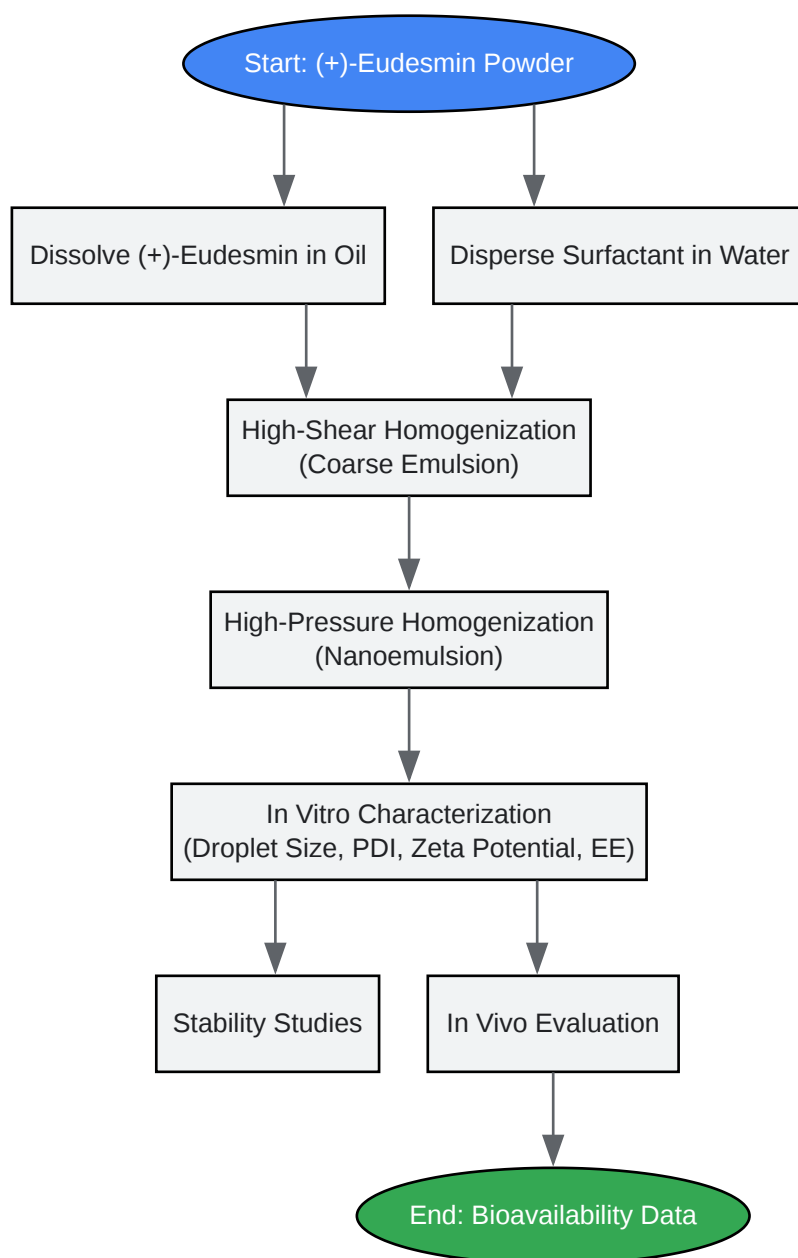 Start: (+)-Eudesmin Powder
Dissolve (+)-Eudesmin in Oil
Disperse Surfactant in Water
High-Shear Homogenization
(Coarse Emulsion)
High-Pressure Homogenization
(Nanoemulsion)
In Vitro Characterization
(Droplet Size, PDI, Zeta Potential, EE)
Stability Studies
In Vivo Evaluation
End: Bioavailability Data